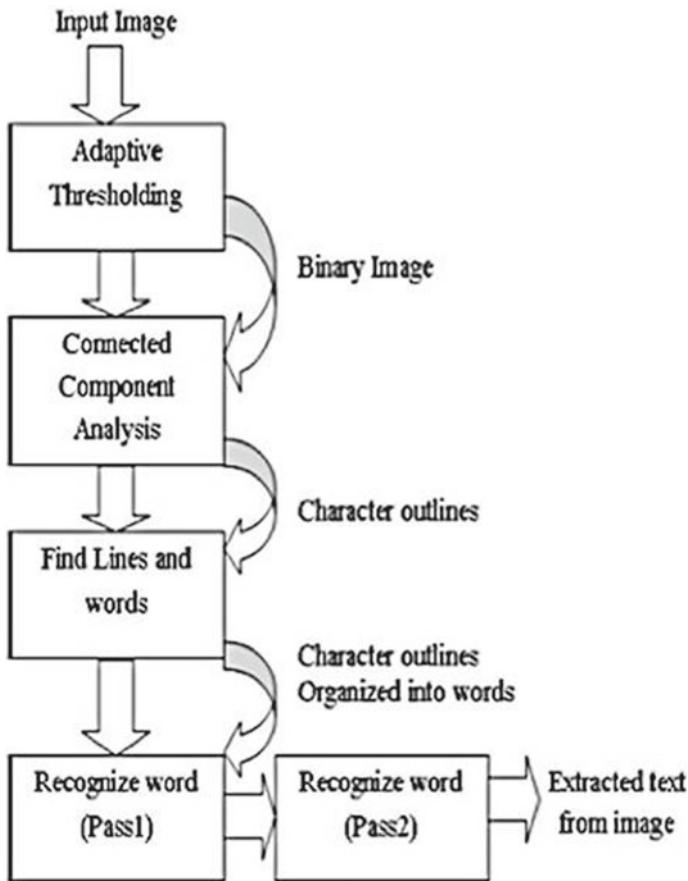 Input Image
Adaptive
Thresholding
Binary Image
Connected
Component
Analysis
Character outlines
Find Lines and
words
Character outlines
Organized into words
Recognize word
(Pass1)
Recognize word
(Pass2)
Extracted text
from image